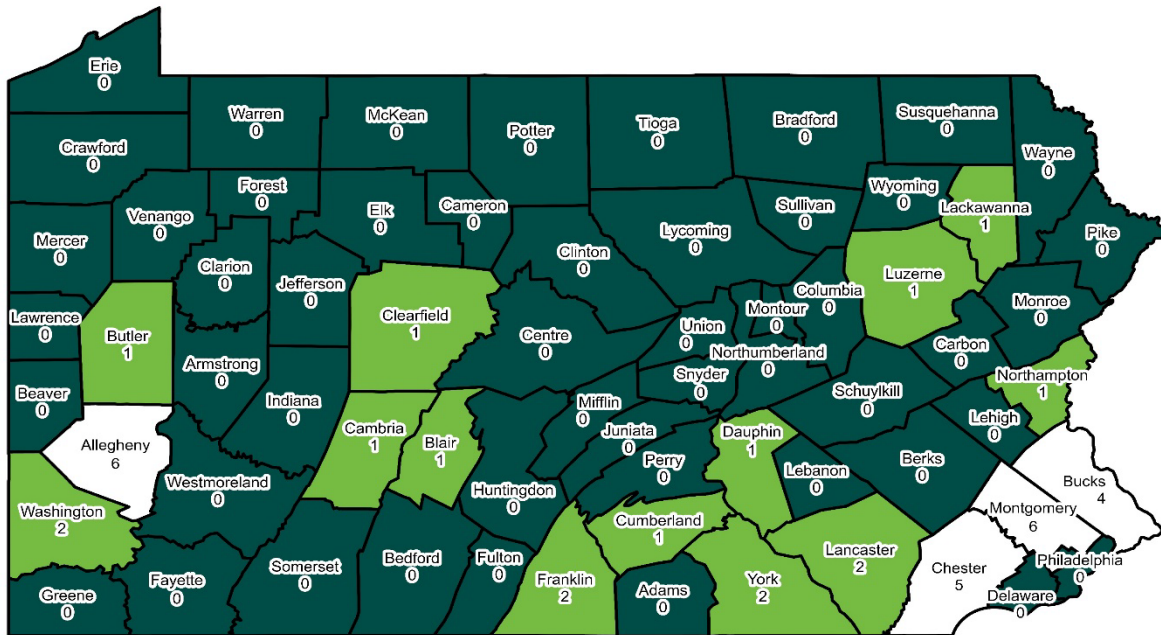 Erie
0
Warren
0
McKean
0
Potter
0
Tioga
0
Bradford
0
Susquehanna
0
Wayne
0
Crawford
0
Forest
0
Venango
0
Elk
0
Cameron
0
Clinton
0
Lycoming
0
Sullivan
0
Wyoming
0
Lackawanna
1
Pike
0
Mercer
0
Clarion
0
Jefferson
0
Clearfield
1
Centre
0
Union
0
Montour
0
Columbia
0
Luzerne
1
Monroe
0
Lawrence
0
Butler
1
Armstrong
0
Indiana
0
Northumberland
0
Snyder
0
Carbon
0
Northampton
1
Beaver
0
Allegheny
6
Cambria
1
Blair
1
Mifflin
0
Juniata
0
Perry
0
Dauphin
1
Schuylkill
0
Lebanon
0
Berks
0
Lehigh
0
Bucks
4
Westmoreland
0
Huntingdon
0
Cumberland
1
Montgomery
6
Washington
2
Greene
0
Fayette
0
Somerset
0
Bedford
0
Fulton
0
Franklin
2
Adams
0
York
2
Lancaster
2
Chester
5
Philadelphia
0
Delaware
0